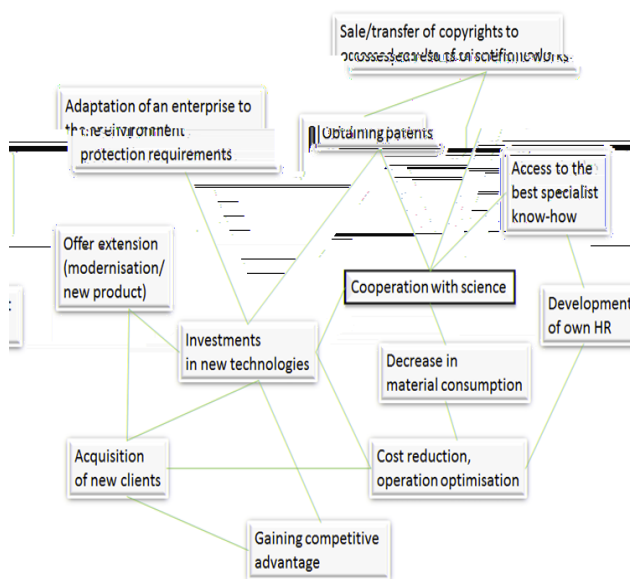 Sale/transfer of copyrights to
Adaptation of an enterprise to
the environment
protection requirements
Obtaining patents
Access to the
best specialist
know-how
Offer extension
(modernisation/
new product)
Cooperation with science
Development
of own HR
Investments
in new technologies
Decrease in
material consumption
Acquisition
of new clients
Cost reduction,
operation optimisation
Gaining competitive
advantage